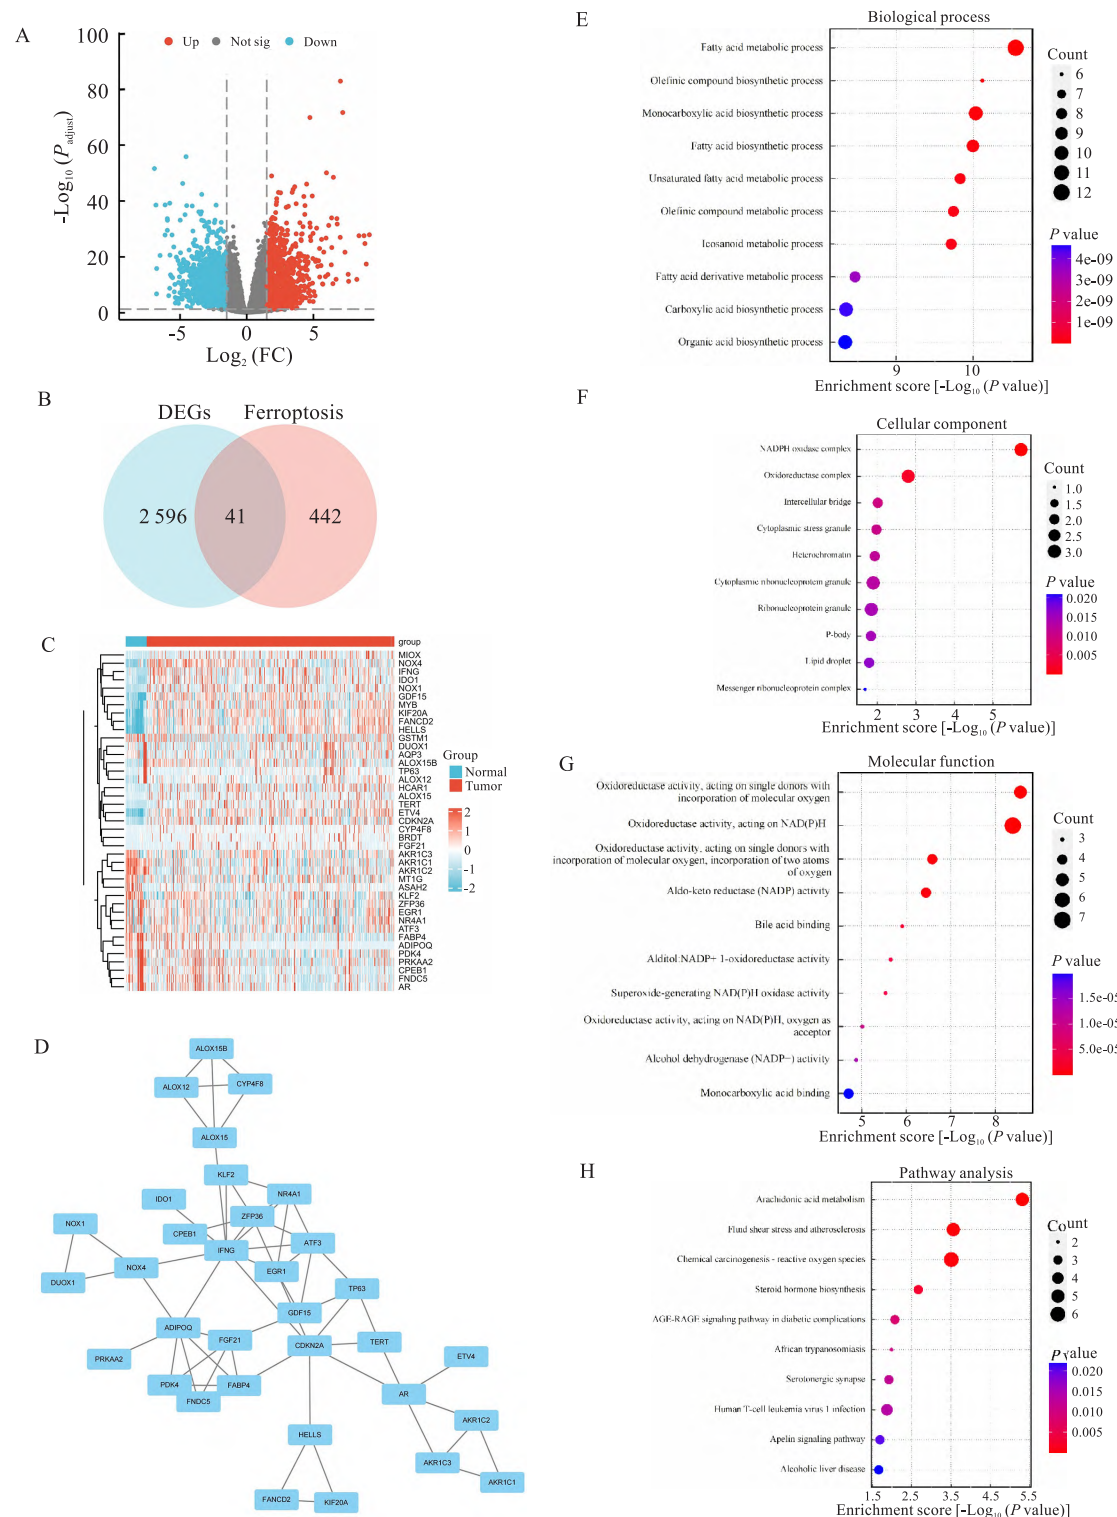 A
100
80
60
40
20
0
-Log10 (Padjust)
Up
Not sig
Down
-5
0
5
Log2 (FC)
B
DEGs
Ferroptosis
2 596
41
442
C
group
MIOX
NOX4
IFNG
IDO1
NOX1
GDF15
MYB
KIF20A
FANCD2
HELLS
GSTM1
DUOX1
AQP3
ALOX15B
TP63
ALOX12
HCAR1
ALOX15
TERT
ETV4
CDKN2A
CYP4F8
BRDT
FGF21
AKR1C3
AKR1C1
AKR1C2
MT1G
ASAH2
KLF2
ZFP36
EGR1
NR4A1
ATF3
FABP4
ADIPOQ
PDK4
PRKAA2
CPEB1
FNDC5
AR
Group
Normal
Tumor
2
1
0
-1
-2
D
ALOX15B
ALOX12
CYP4F8
ALOX15
KLF2
IDO1
NR4A1
ZFP36
NOX1
CPEB1
IFNG
ATF3
NOX4
EGR1
DUOX1
TP63
GDF15
ADIPOQ
FGF21
CDKN2A
TERT
PRKAA2
ETV4
PDK4
FABP4
FNDC5
AR
AKR1C2
HELLS
AKR1C3
AKR1C1
FANCD2
KIF20A
E
Biological process
Fatty acid metabolic process
Olefinic compound biosynthetic process
Monocarboxylic acid biosynthetic process
Fatty acid biosynthetic process
Unsaturated fatty acid metabolic process
Olefinic compound metabolic process
Icosanoid metabolic process
Fatty acid derivative metabolic process
Carboxylic acid biosynthetic process
Organic acid biosynthetic process
9
10
Enrichment score [-Log10 (P value)]
Count
6
7
8
9
10
11
12
P value
4e-09
3e-09
2e-09
1e-09
F
Cellular component
NADPH oxidase complex
Oxidoreductase complex
Intercellular bridge
Cytoplasmic stress granule
Heterochromatin
Cytoplasmic ribonucleoprotein granule
Ribonucleoprotein granule
P-body
Lipid droplet
Messenger ribonucleoprotein complex
2
3
4
5
Enrichment score [-Log10 (P value)]
Count
1.0
1.5
2.0
2.5
3.0
P value
0.020
0.015
0.010
0.005
G
Molecular function
Oxidoreductase activity, acting on single donors with
incorporation of molecular oxygen
Oxidoreductase activity, acting on NAD(P)H
Oxidoreductase activity, acting on single donors with
incorporation of molecular oxygen, incorporation of two atoms
of oxygen
Aldo-keto reductase (NADP) activity
Bile acid binding
Alditol:NADP+ 1-oxidoreductase activity
Superoxide-generating NAD(P)H oxidase activity
Oxidoreductase activity, acting on NAD(P)H, oxygen as
acceptor
Alcohol dehydrogenase (NADP−) activity
Monocarboxylic acid binding
5
6
7
8
Enrichment score [-Log10 (P value)]
Count
3
4
5
6
7
P value
1.5e-05
1.0e-05
5.0e-05
H
Pathway analysis
Arachidonic acid metabolism
Fluid shear stress and atherosclerosis
Chemical carcinogenesis - reactive oxygen species
Steroid hormone biosynthesis
AGE-RAGE signaling pathway in diabetic complications
African trypanosomiasis
Serotonergic synapse
Human T-cell leukemia virus 1 infection
Apelin signaling pathway
Alcoholic liver disease
1.5
2.5
3.5
4.5
5.5
Enrichment score [-Log10 (P value)]
Count
2
3
4
5
6
P value
0.020
0.015
0.010
0.005